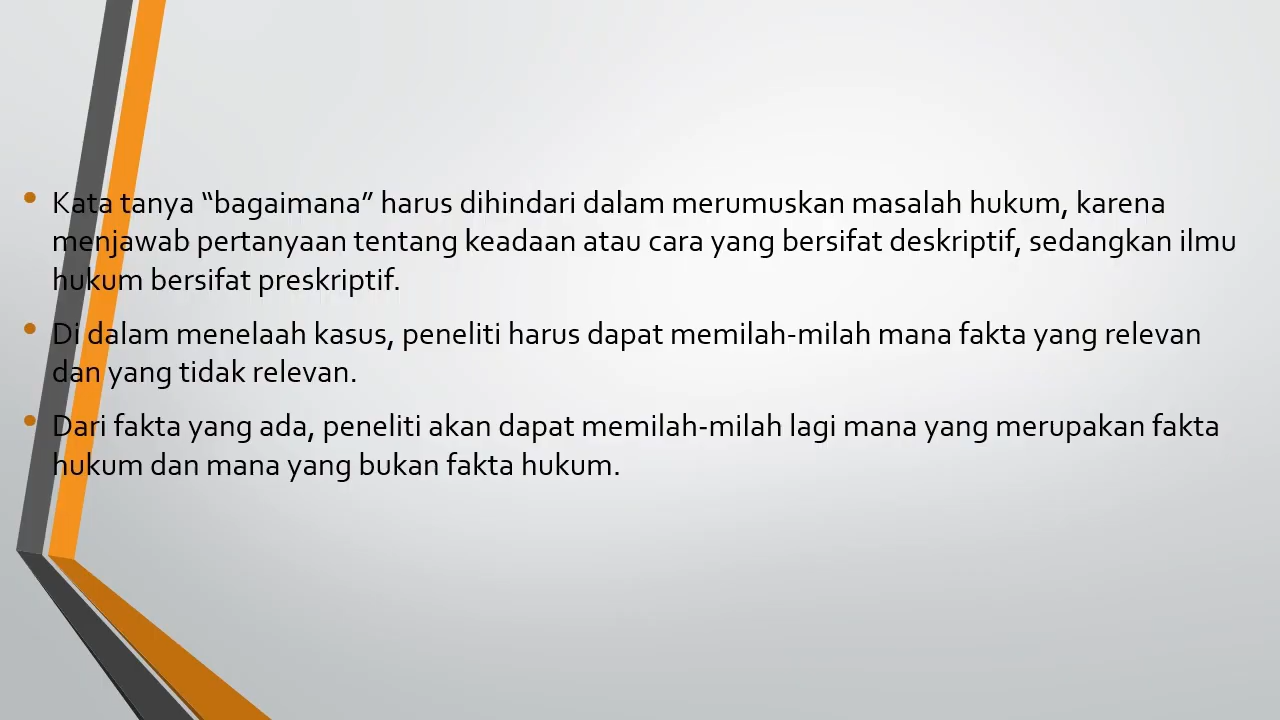 • Kata tanya “bagaimana” harus dihindari dalam merumuskan masalah hukum, karena
menjawab pertanyaan tentang keadaan atau cara yang bersifat deskriptif, sedangkan ilmu
hukum bersifat preskriptif.
• Di dalam menelaah kasus, peneliti harus dapat memilah-milah mana fakta yang relevan
dan yang tidak relevan.
• Dari fakta yang ada, peneliti akan dapat memilah-milah lagi mana yang merupakan fakta
hukum dan mana yang bukan fakta hukum.